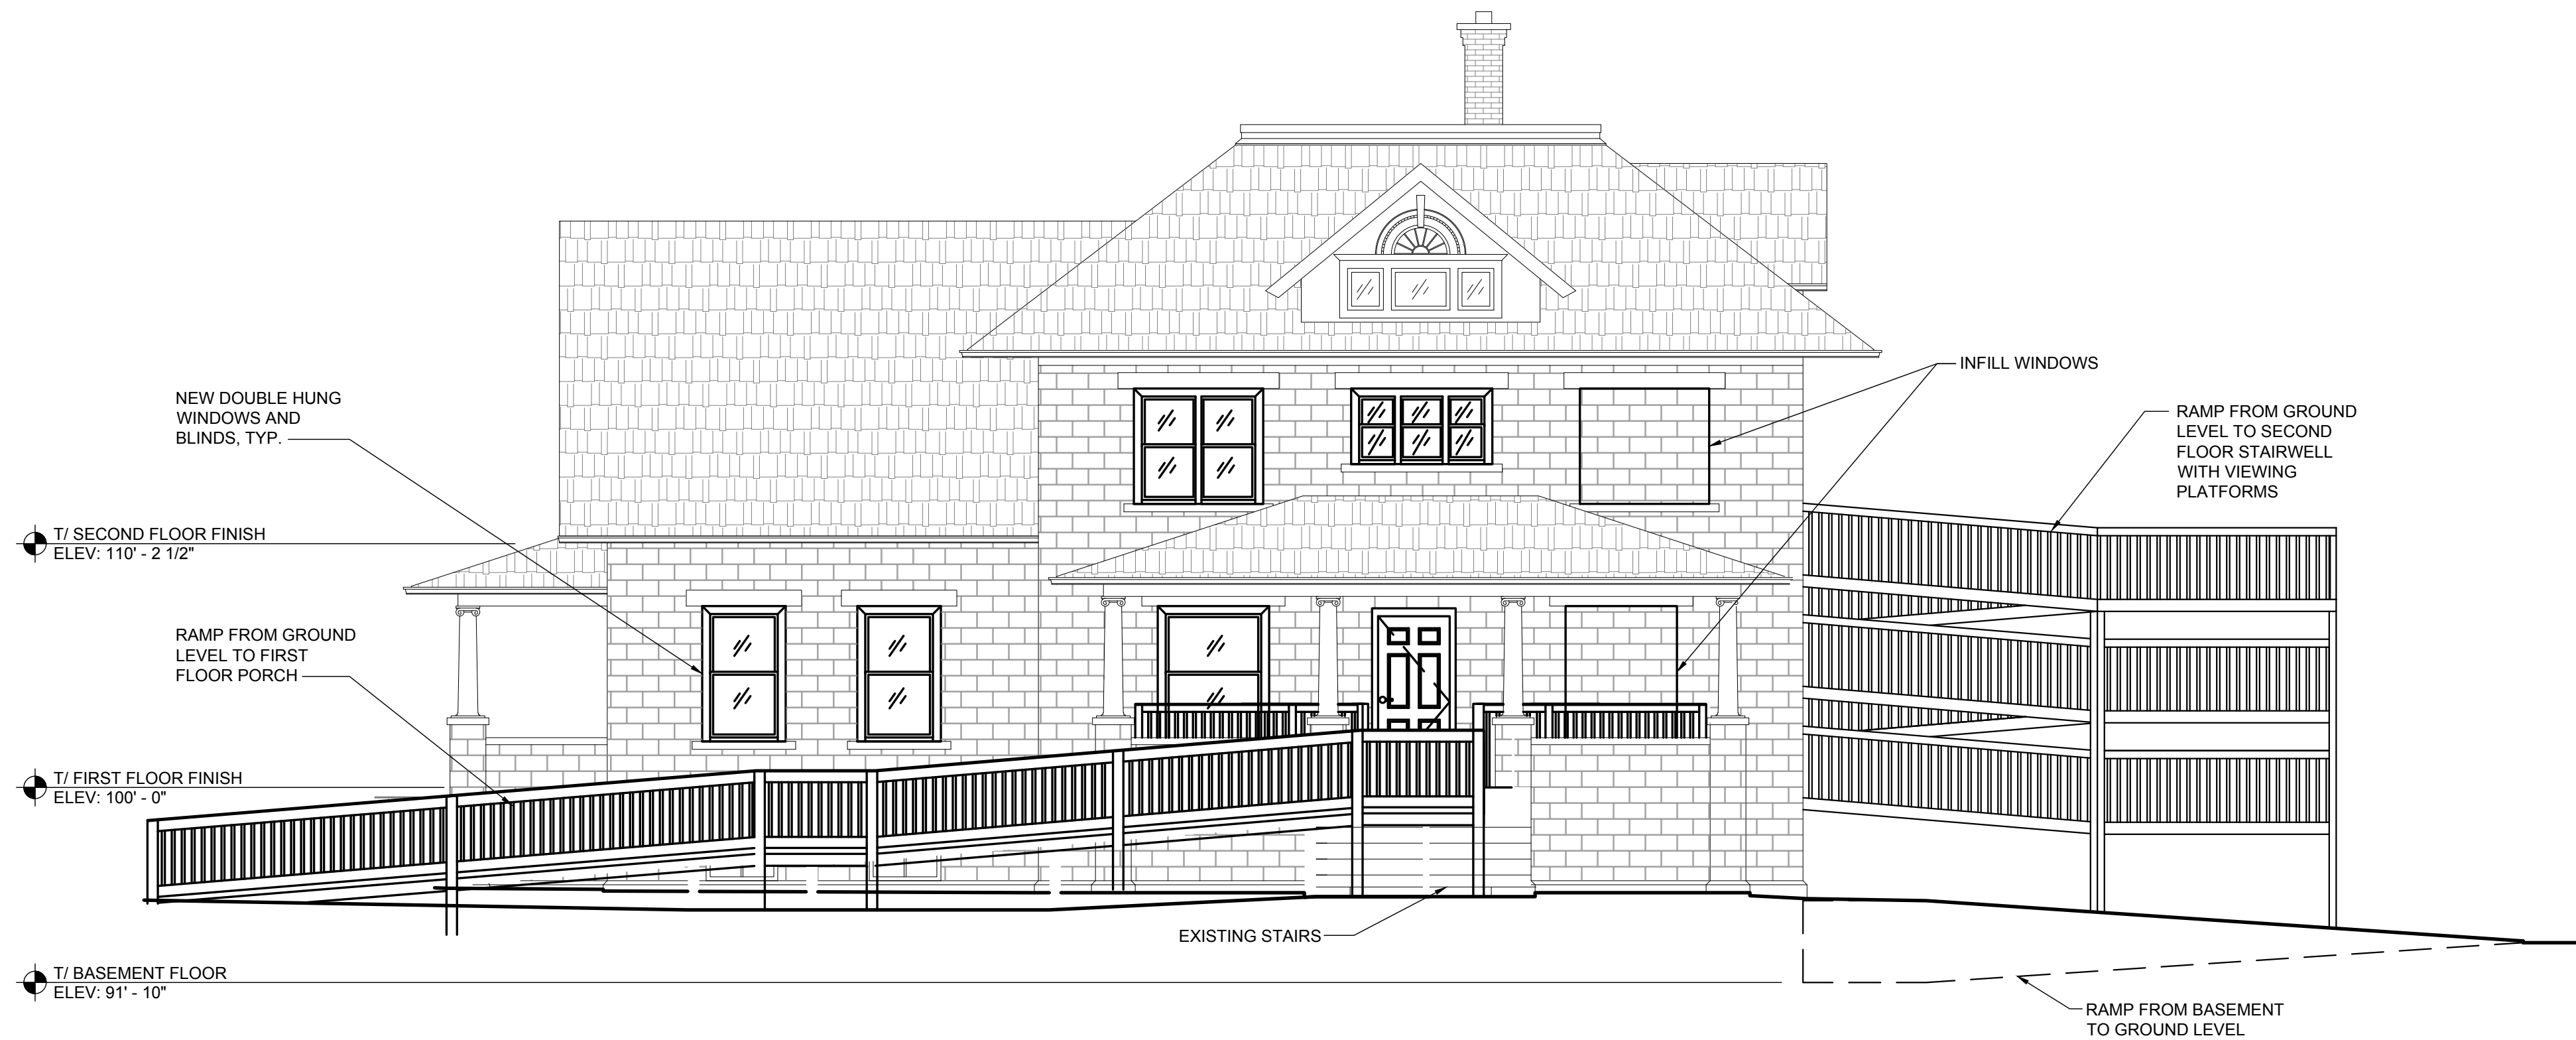 INFILL WINDOWS
NEW DOUBLE HUNG
WINDOWS AND
BLINDS, TYP.
RAMP FROM GROUND
LEVEL TO SECOND
FLOOR STAIRWELL
WITH VIEWING
PLATFORMS
T/ SECOND FLOOR FINISH
ELEV: 110' - 2 1/2"
RAMP FROM GROUND
LEVEL TO FIRST
FLOOR PORCH
T/ FIRST FLOOR FINISH
ELEV: 100' - 0"
EXISTING STAIRS
T/ BASEMENT FLOOR
ELEV: 91' - 10"
RAMP FROM BASEMENT
TO GROUND LEVEL